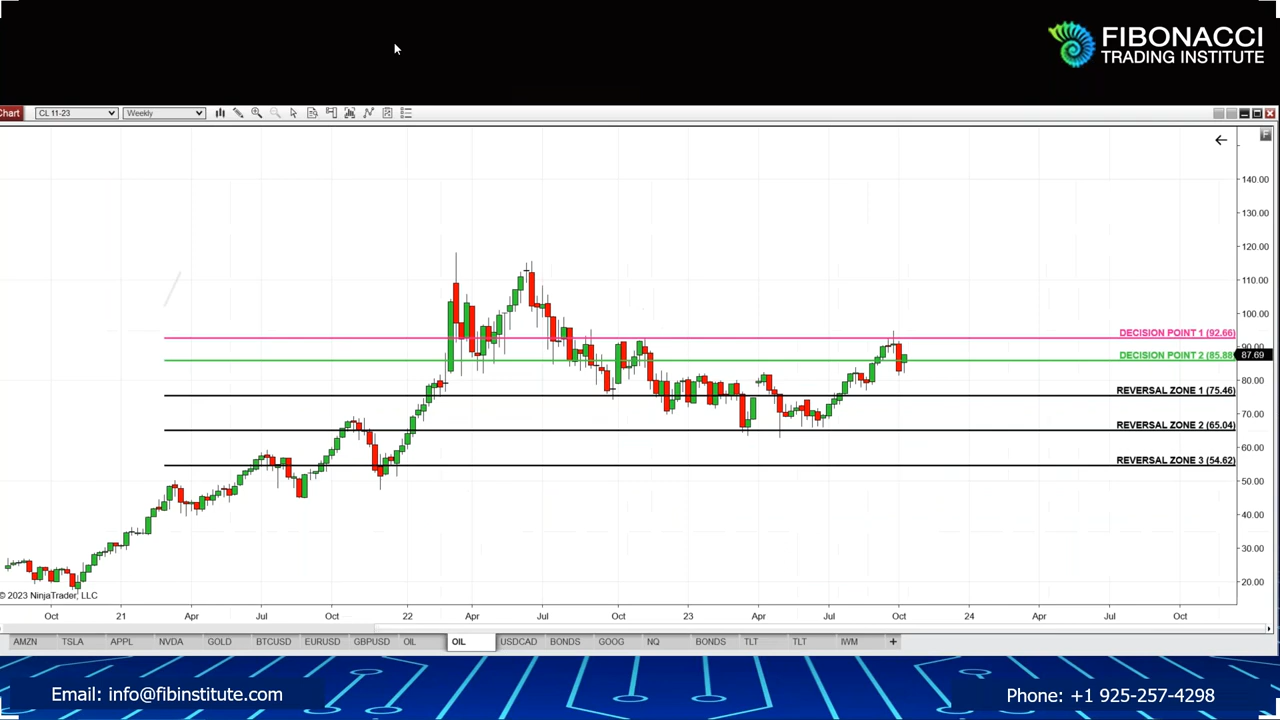 FIBONACCI
TRADING INSTITUTE
Chart
CL 11-23
Weekly
F
140.00
130.00
120.00
110.00
100.00
90.00
80.00
70.00
60.00
50.00
40.00
30.00
20.00
DECISION POINT 1 (92.66)
DECISION POINT 2 (85.88)
87.69
REVERSAL ZONE 1 (75.46)
REVERSAL ZONE 2 (65.04)
REVERSAL ZONE 3 (54.62)
© 2023 NinjaTrader, LLC
Oct 21 Apr Jul Oct 22 Apr Jul Oct 23 Apr Jul Oct 24 Apr Jul Oct
AMZN TSLA APPL NVDA GOLD BTCUSD EURUSD GBPUSD OIL OIL USDCAD BONDS GOOG NQ BONDS TLT TLT IWM +
Email: info@fibinstitute.com
Phone: +1 925-257-4298